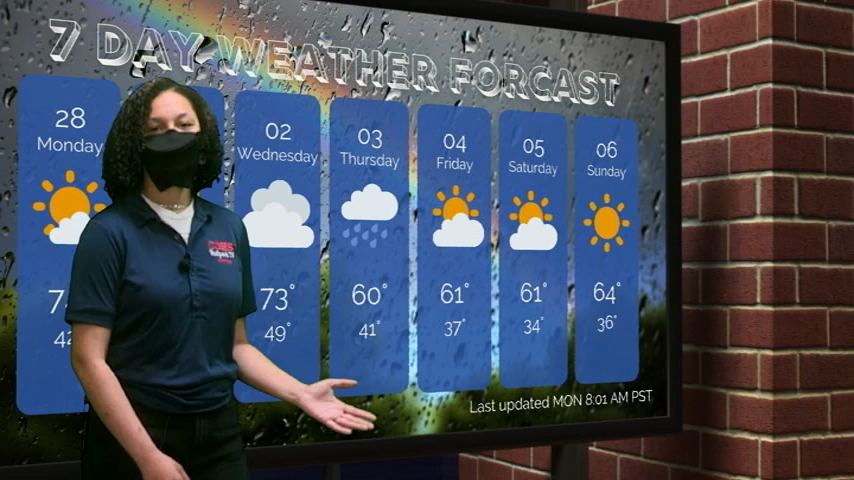 7 DAY WEATHER FORCAST
28
Monday
02
Wednesday
73°
49°
03
Thursday
60°
41°
04
Friday
61°
37°
05
Saturday
61°
34°
06
Sunday
64°
36°
Last updated MON 8:01 AM PST